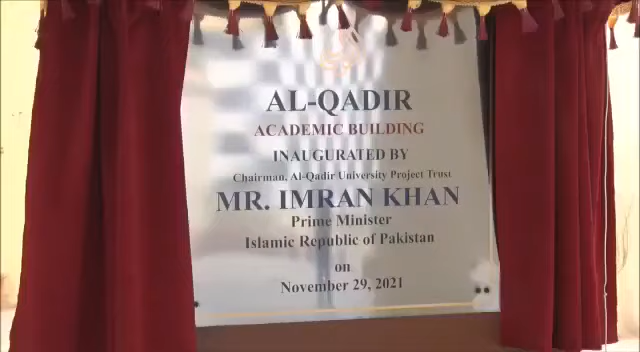 AL-QADIR
ACADEMIC BUILDING
INAUGURATED BY
Chairman, Al-Qadir University Project Trust
MR. IMRAN KHAN
Prime Minister
Islamic Republic of Pakistan
on
November 29, 2021